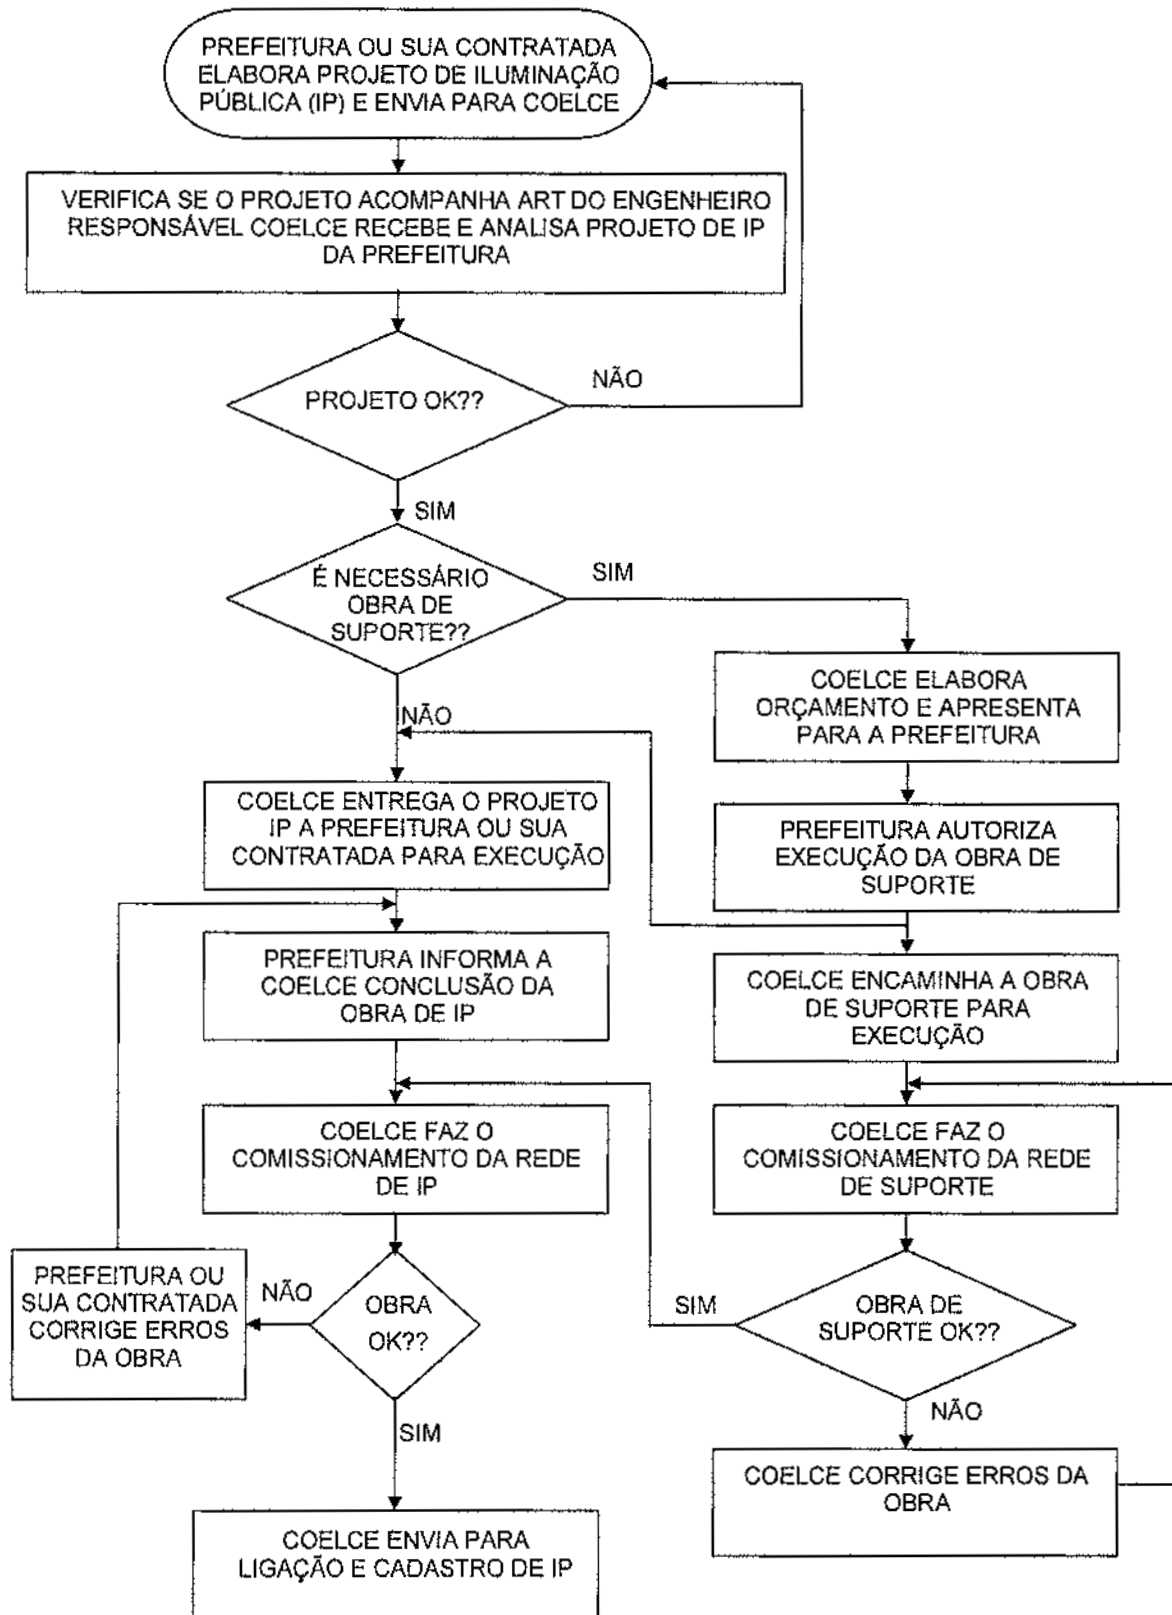 PREFEITURA OU SUA CONTRATADA
ELABORA PROJETO DE ILUMINAÇÃO
PÚBLICA (IP) E ENVIA PARA COELCE
VERIFICA SE O PROJETO ACOMPANHA ART DO ENGENHEIRO
RESPONSÁVEL COELCE RECEBE E ANALISA PROJETO DE IP
DA PREFEITURA
PROJETO OK??
NÃO
SIM
É NECESSÁRIO
OBRA DE
SUPORTE??
SIM
NÃO
COELCE ELABORA
ORÇAMENTO E APRESENTA
PARA A PREFEITURA
COELCE ENTREGA O PROJETO
IP A PREFEITURA OU SUA
CONTRATADA PARA EXECUÇÃO
PREFEITURA AUTORIZA
EXECUÇÃO DA OBRA DE
SUPORTE
PREFEITURA INFORMA A
COELCE CONCLUSÃO DA
OBRA DE IP
COELCE ENCAMINHA A OBRA
DE SUPORTE PARA
EXECUÇÃO
COELCE FAZ O
COMISSIONAMENTO DA REDE
DE IP
COELCE FAZ O
COMISSIONAMENTO DA REDE
DE SUPORTE
PREFEITURA OU
SUA CONTRATADA
CORRIGE ERROS
DA OBRA
NÃO
OBRA
OK??
SIM
OBRA DE
SUPORTE OK??
SIM
NÃO
COELCE CORRIGE ERROS DA
OBRA
COELCE ENVIA PARA
LIGAÇÃO E CADASTRO DE IP